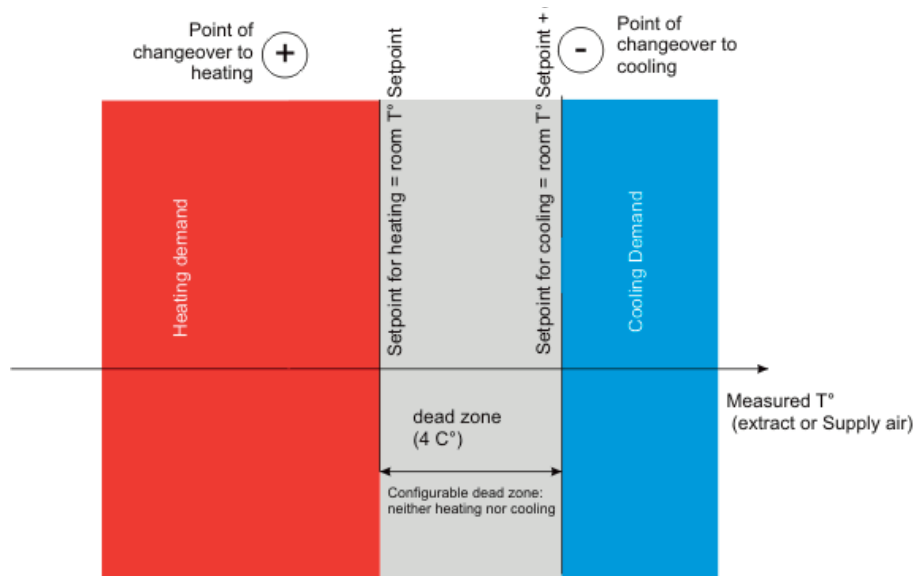 Point of
changeover to
heating
+
Setpoint for heating = room T° Setpoint
Setpoint for cooling = room T° Setpoint +
-
Point of
changeover to
cooling
Heating demand
Cooling Demand
Measured T°
(extract or Supply air)
dead zone
(4 C°)
Configurable dead zone:
neither heating nor cooling